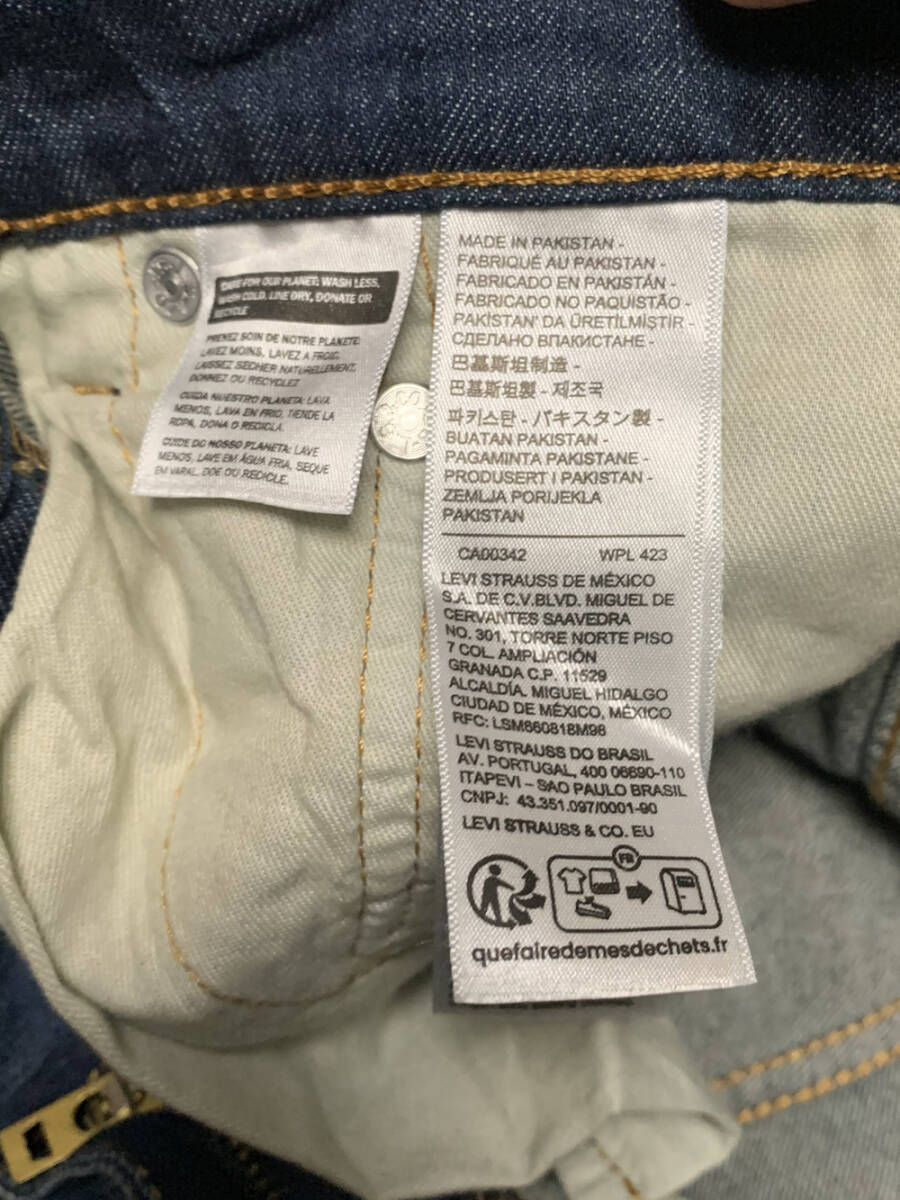 CARE FOR OUR PLANET: WASH LESS,
WASH COLD, LINE DRY, DONATE OR
RECYCLE
PRENEZ SOIN DE NOTRE PLANETE:
LAVEZ MOINS, LAVEZ A FROID,
LAISSEZ SECHER NATURELLEMENT,
DONNEZ OU RECYCLEZ
CUIDA NUESTRO PLANETA: LAVA
MENOS, LAVA EN FRIO, TIENDE LA
ROPA, DONA O RECICLA.
CUIDE DO NOSSO PLANETA: LAVE
MENOS, LAVE EM ÁGUA FRIA, SEQUE
EM VARAL, DOE OU RECICLE.
MADE IN PAKISTAN -
FABRIQUÉ AU PAKISTAN -
FABRICADO EN PAKISTÁN -
FABRICADO NO PAQUISTÃO -
PAKİSTAN' DA ÜRETİLMİŞTİR -
СДЕЛАНО ВПАКИСТАНЕ -
巴基斯坦制造 -
巴基斯坦製 - 제조국
파키스탄 - パキスタン製 -
BUATAN PAKISTAN -
PAGAMINTA PAKISTANE -
PRODUSERT I PAKISTAN -
ZEMLJA PORIJEKLA
PAKISTAN
CA00342 WPL 423
LEVI STRAUSS DE MÉXICO
S.A. DE C.V.BLVD. MIGUEL DE
CERVANTES SAAVEDRA
NO. 301, TORRE NORTE PISO
7 COL. AMPLIACIÓN
GRANADA C.P. 11529
ALCALDÍA. MIGUEL HIDALGO
CIUDAD DE MÉXICO, MÉXICO
RFC: LSM860818M98
LEVI STRAUSS DO BRASIL
AV. PORTUGAL, 400 06690-110
ITAPEVI – SAO PAULO BRASIL
CNPJ: 43.351.097/0001-90
LEVI STRAUSS & CO. EU
FR
quefairedemesdechets.fr